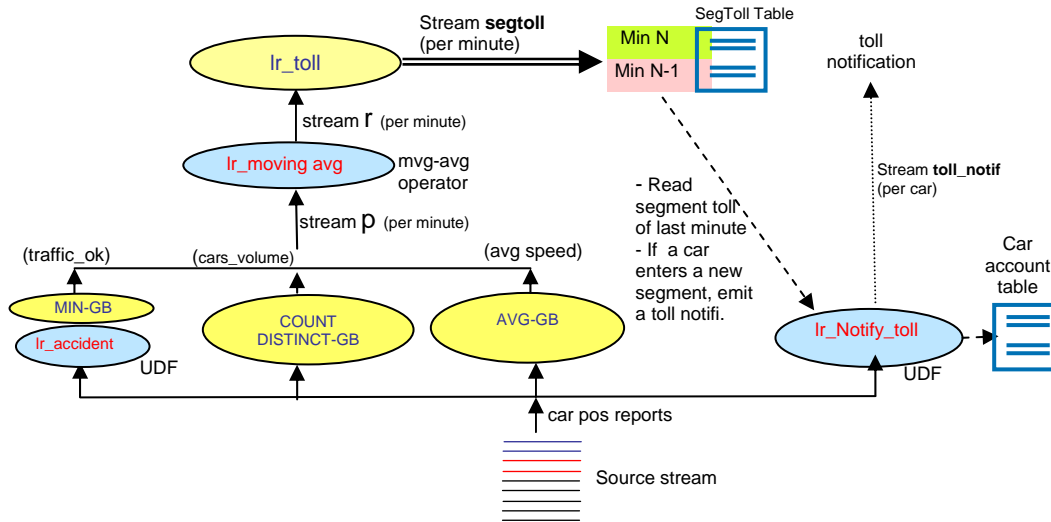 Stream segtoll
(per minute)
SegToll Table
Min N
Min N-1
toll
notification
lr_toll
stream r (per minute)
lr_moving avg
mvg-avg
operator
stream p (per minute)
- Read
segment toll
of last minute
- If a car
enters a new
segment, emit
a toll notifi.
Stream toll_notif
(per car)
(traffic_ok)
(cars_volume)
(avg speed)
Car
account
table
MIN-GB
lr_accident
UDF
COUNT
DISTINCT-GB
AVG-GB
lr_Notify_toll
UDF
car pos reports
Source stream